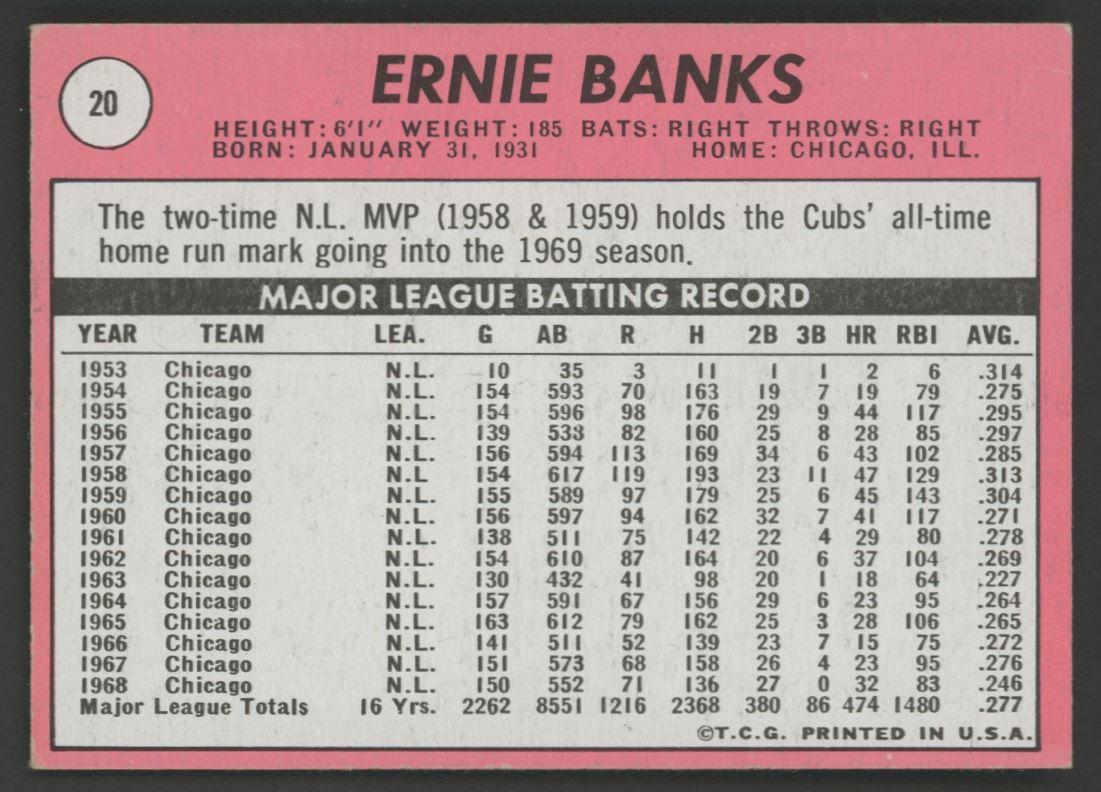 20
ERNIE BANKS
HEIGHT: 6'1" WEIGHT: 185 BATS: RIGHT THROWS: RIGHT
BORN: JANUARY 31, 1931 HOME: CHICAGO, ILL.
The two-time N.L. MVP (1958 & 1959) holds the Cubs' all-time
home run mark going into the 1969 season.
MAJOR LEAGUE BATTING RECORD
YEAR TEAM LEA. G AB R H 2B 3B HR RBI AVG.
1953 Chicago N.L. 10 35 3 11 1 1 2 6 .314
1954 Chicago N.L. 154 593 70 163 19 7 19 79 .275
1955 Chicago N.L. 154 596 98 176 29 9 44 117 .295
1956 Chicago N.L. 139 538 82 160 25 8 28 85 .297
1957 Chicago N.L. 156 594 113 169 34 6 43 102 .285
1958 Chicago N.L. 154 617 119 193 23 11 47 129 .313
1959 Chicago N.L. 155 589 97 179 25 6 45 143 .304
1960 Chicago N.L. 156 597 94 162 32 7 41 117 .271
1961 Chicago N.L. 138 511 75 142 22 4 29 80 .278
1962 Chicago N.L. 154 610 87 164 20 6 37 104 .269
1963 Chicago N.L. 130 432 41 98 20 1 18 64 .227
1964 Chicago N.L. 157 591 67 156 29 6 23 95 .264
1965 Chicago N.L. 163 612 79 162 25 3 28 106 .265
1966 Chicago N.L. 141 511 52 139 23 7 15 75 .272
1967 Chicago N.L. 151 573 68 158 26 4 23 95 .276
1968 Chicago N.L. 150 552 71 136 27 0 32 83 .246
Major League Totals 16 Yrs. 2262 8551 1216 2368 380 86 474 1480 .277
©T.C.G. PRINTED IN U.S.A.